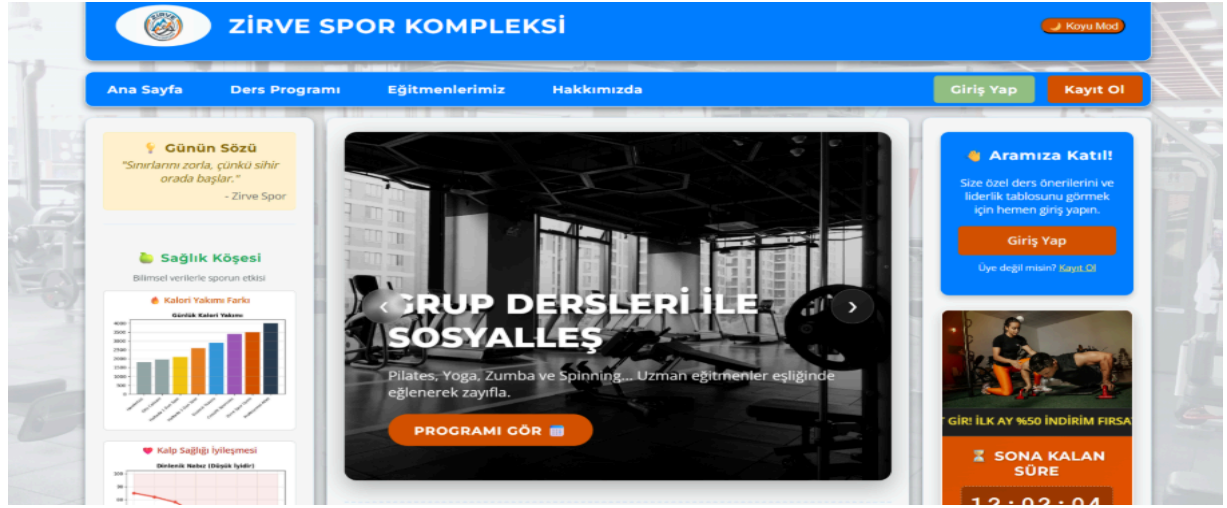 ZİRVE
ZİRVE SPOR KOMPLEKSİ
Koyu Mod
Ana Sayfa
Ders Programı
Eğitmenlerimiz
Hakkımızda
Giriş Yap
Kayıt Ol
Günün Sözü
"Sınırlarını zorla, çünkü sihir
orada başlar."
- Zirve Spor
Sağlık Köşesi
Bilimsel verilerle sporun etkisi
Kalori Yakımı Farkı
Günlük Kalori Yakımı
Kalp Sağlığı İyileşmesi
Dinlenik Nabız (Düşük İyidir)
GRUP DERSLERİ İLE
SOSYALLEŞ
Pilates, Yoga, Zumba ve Spinning... Uzman eğitmenler eşliğinde
eğlenerek zayıfla.
PROGRAMI GÖR
Aramıza Katıl!
Size özel ders önerilerini ve
liderlik tablosunu görmek
için hemen giriş yapın.
Giriş Yap
Üye değil misin? Kayıt Ol
GİR! İLK AY %50 İNDİRİM FIRSA
SONA KALAN
SÜRE
12:02:04